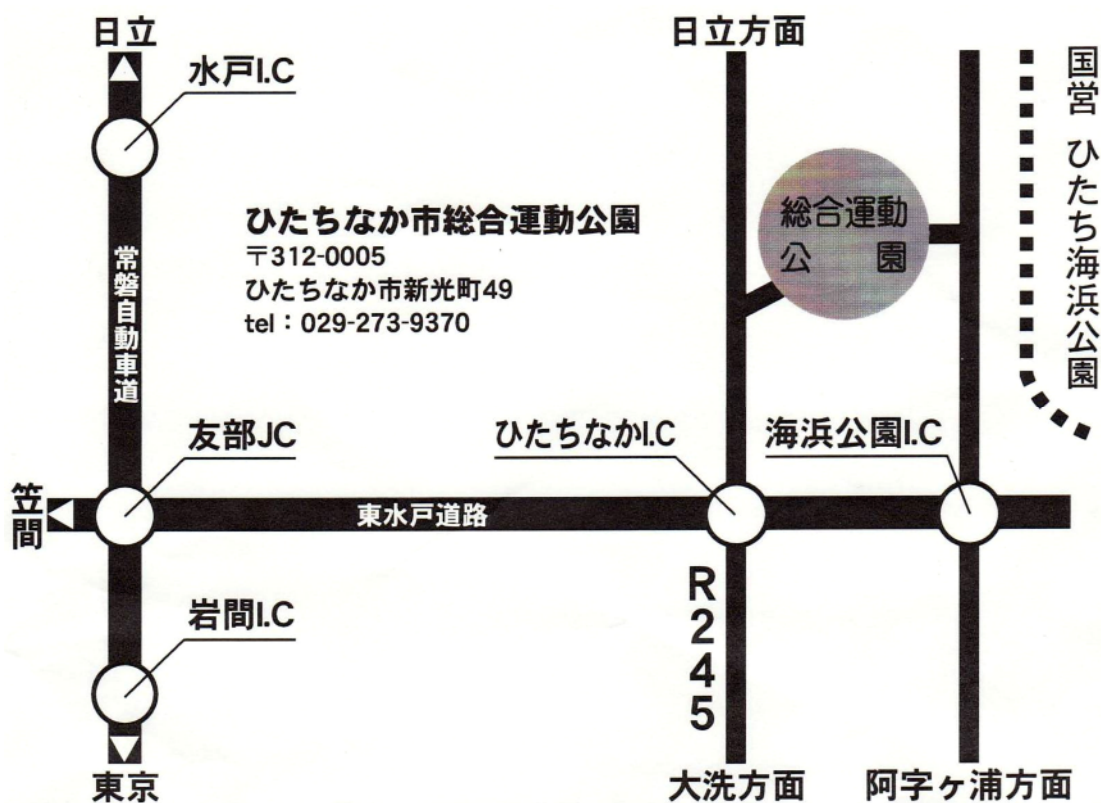 日立
水戸I.C
日立方面
国営 ひたち海浜公園
ひたちなか市総合運動公園
〒312-0005
ひたちなか市新光町49
tel：029-273-9370
総合運動
公 園
常磐自動車道
友部JC
ひたちなかI.C
海浜公園I.C
笠間
東水戸道路
岩間I.C
R245
東京
大洗方面
阿字ヶ浦方面